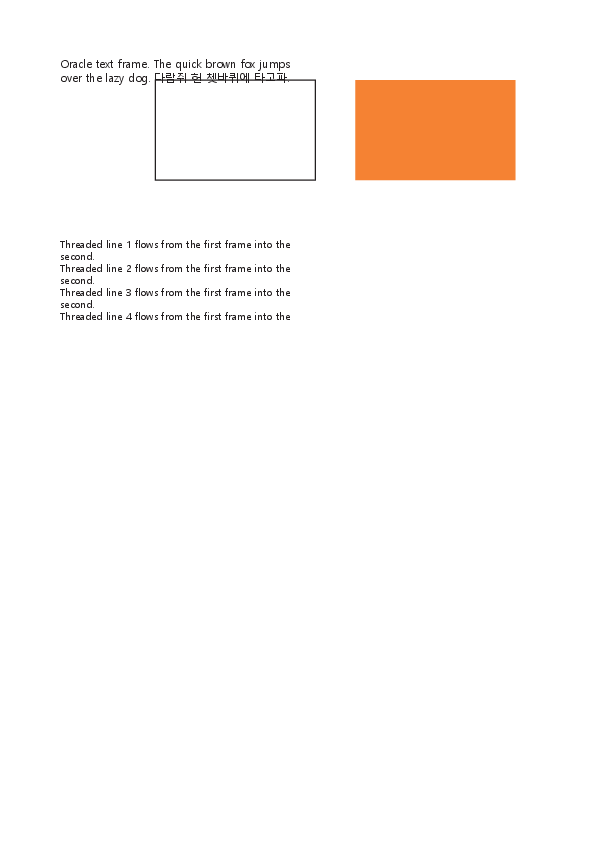 Oracle text frame. The quick brown fox jumps
over the lazy dog. 다람쥐 헌 쳇바퀴에 타고파.
Threaded line 1 flows from the first frame into the
second.
Threaded line 2 flows from the first frame into the
second.
Threaded line 3 flows from the first frame into the
second.
Threaded line 4 flows from the first frame into the